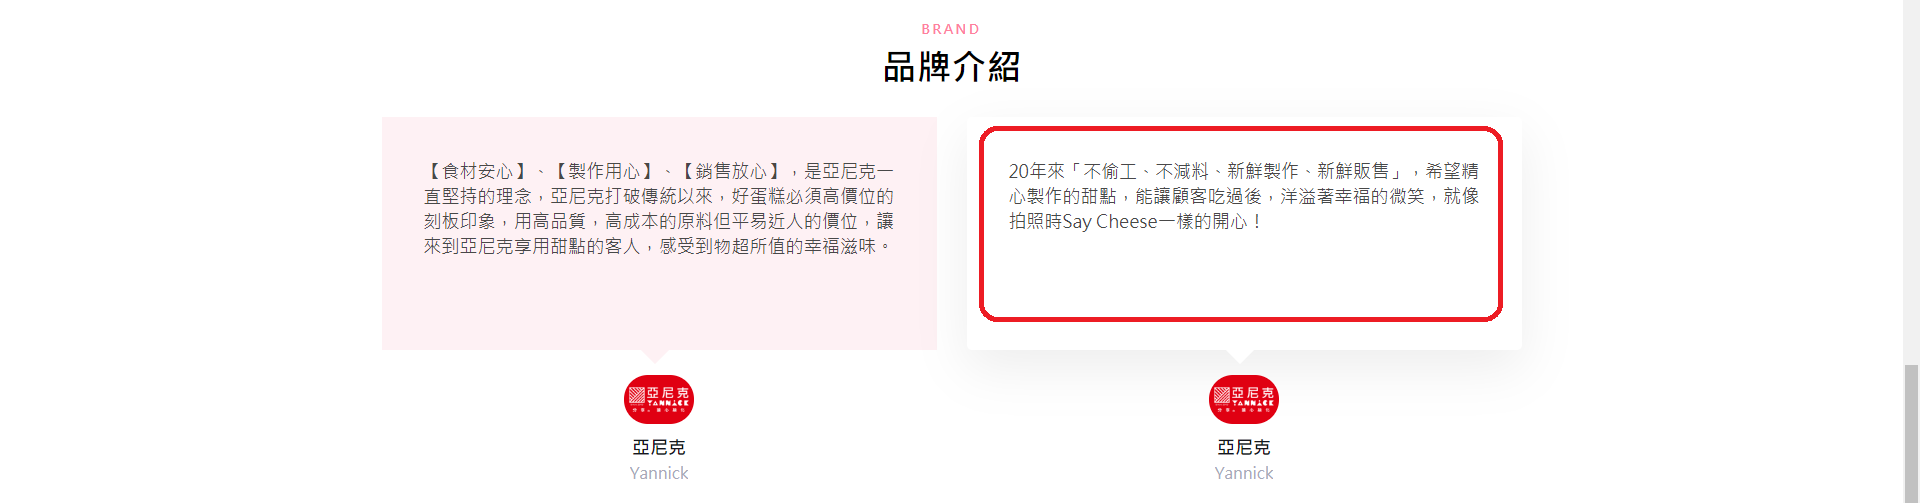 BRAND
品牌介紹
【食材安心】、【製作用心】、【銷售放心】，是亞尼克一
直堅持的理念，亞尼克打破傳統以來，好蛋糕必須高價位的
刻板印象，用高品質，高成本的原料但平易近人的價位，讓
來到亞尼克享用甜點的客人，感受到物超所值的幸福滋味。
亞尼克
YANNICK
亞尼克
Yannick
20年來「不偷工、不減料、新鮮製作、新鮮販售」，希望精
心製作的甜點，能讓顧客吃過後，洋溢著幸福的微笑，就像
拍照時Say Cheese一樣的開心！
亞尼克
YANNICK
亞尼克
Yannick